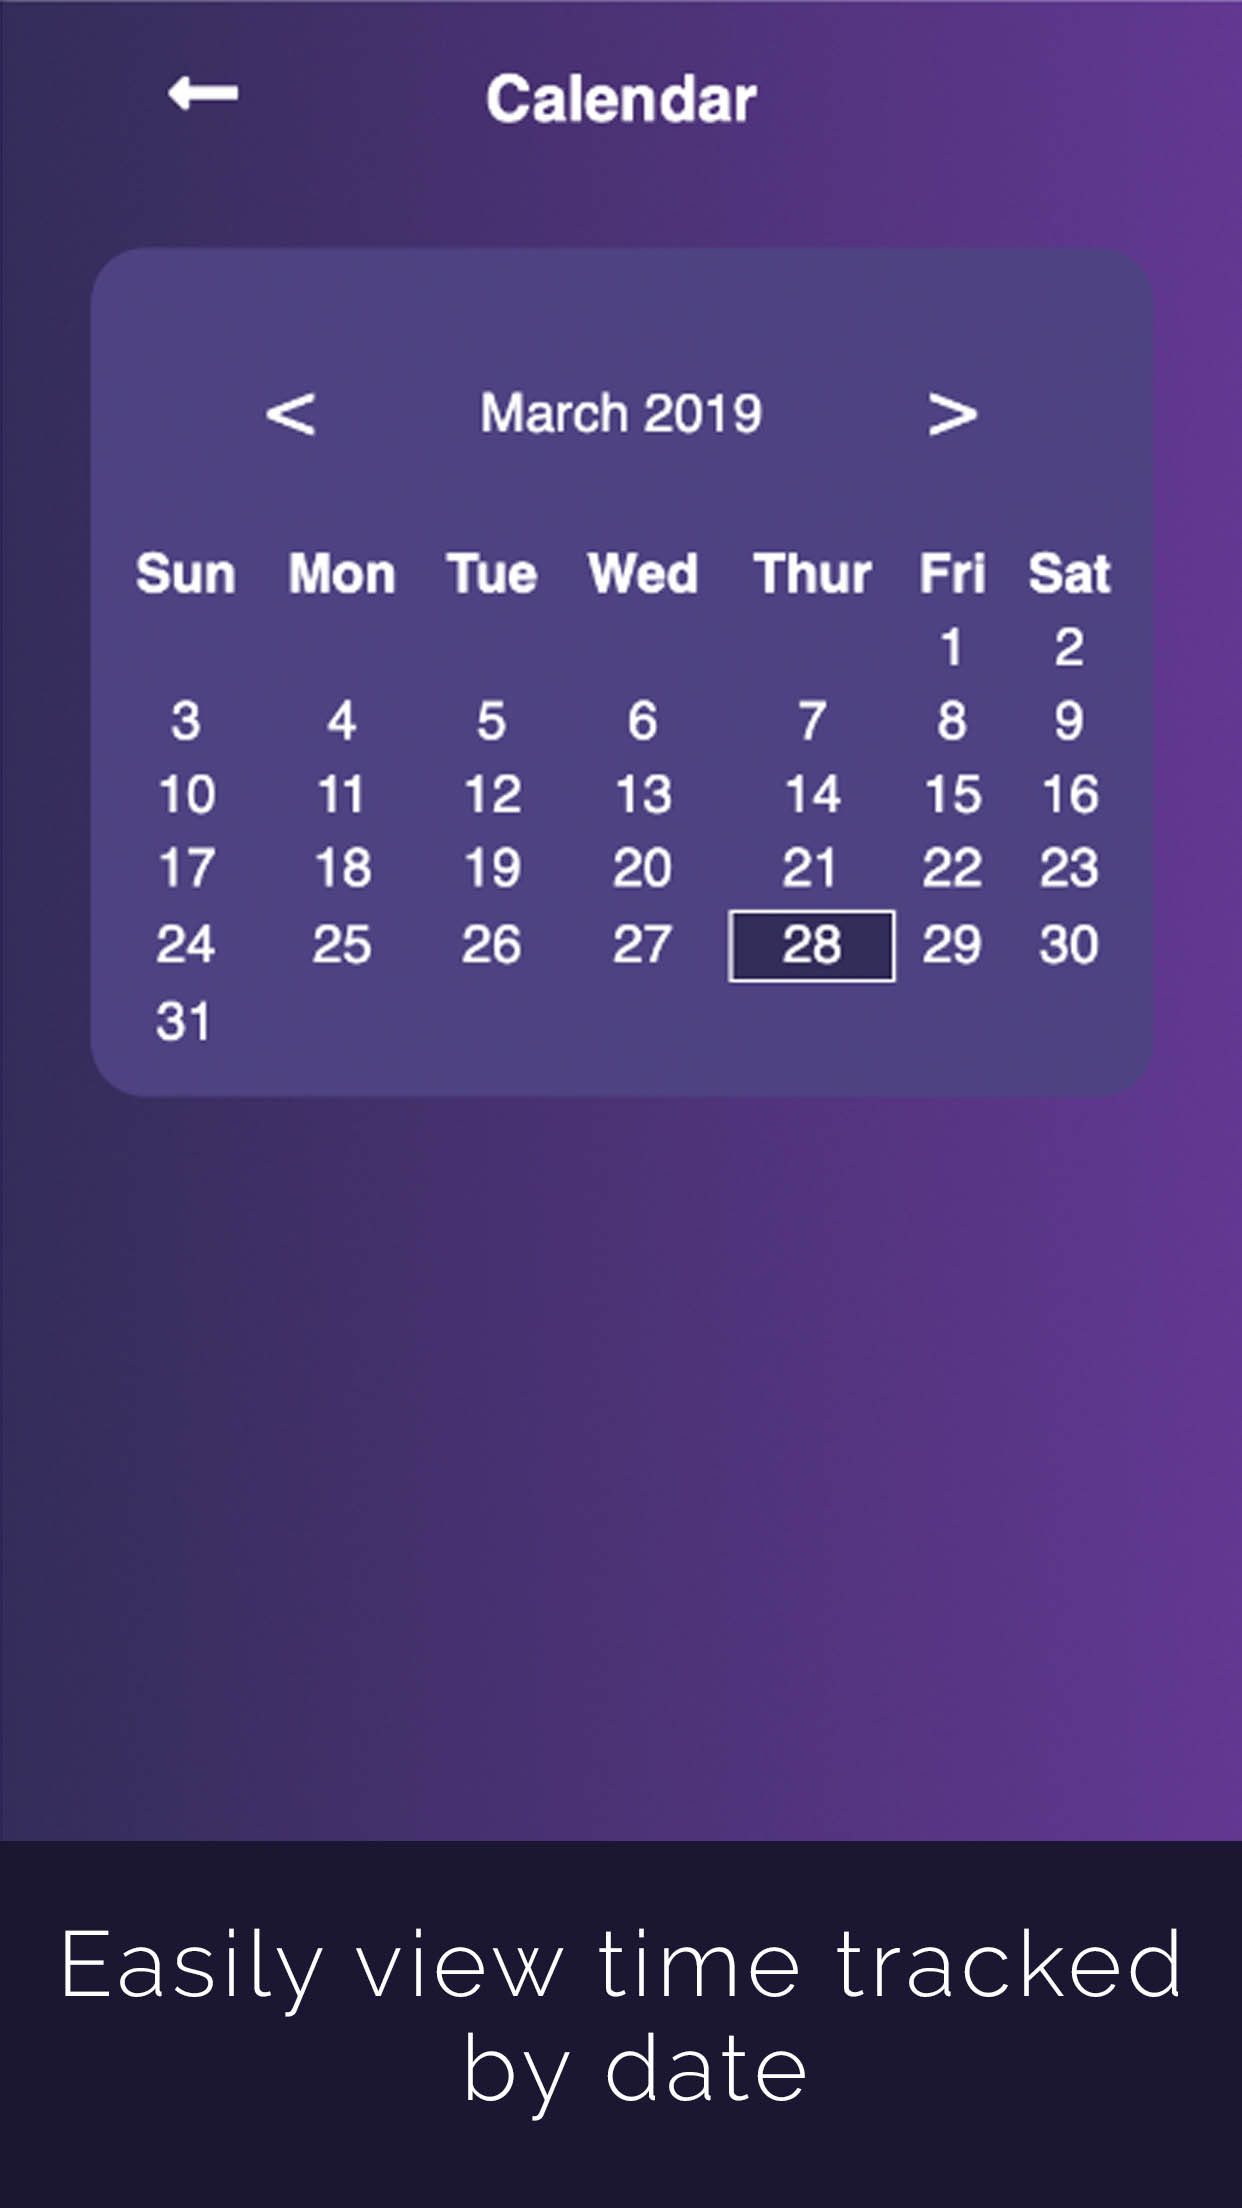 Calendar
< March 2019 >
Sun Mon Tue Wed Thur Fri Sat
1 2
3 4 5 6 7 8 9
10 11 12 13 14 15 16
17 18 19 20 21 22 23
24 25 26 27 28 29 30
31
Easily view time tracked
by date